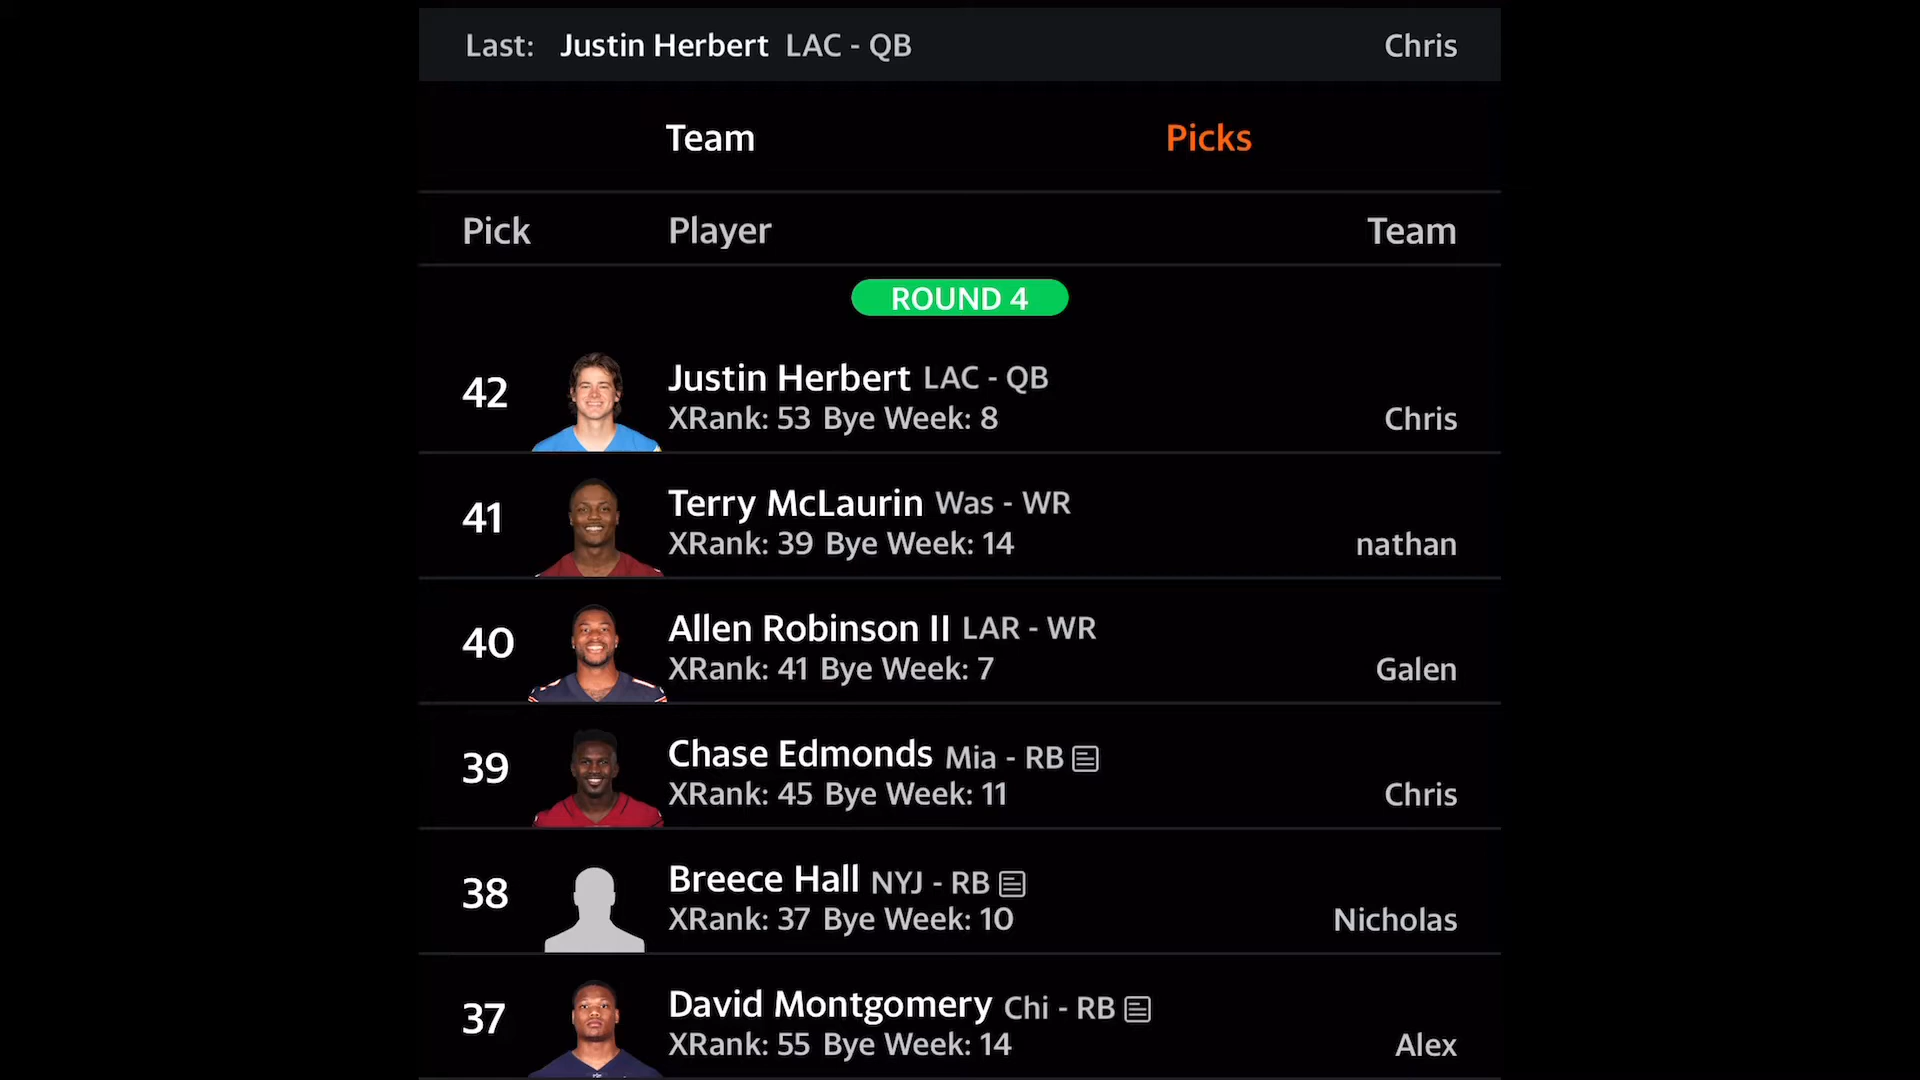 Last: Justin Herbert LAC - QB Chris
Team Picks
Pick Player Team
ROUND 4
42 Justin Herbert LAC - QB
XRank: 53 Bye Week: 8 Chris
41 Terry McLaurin Was - WR
XRank: 39 Bye Week: 14 nathan
40 Allen Robinson II LAR - WR
XRank: 41 Bye Week: 7 Galen
39 Chase Edmonds Mia - RB
XRank: 45 Bye Week: 11 Chris
38 Breece Hall NYJ - RB
XRank: 37 Bye Week: 10 Nicholas
37 David Montgomery Chi - RB
XRank: 55 Bye Week: 14 Alex